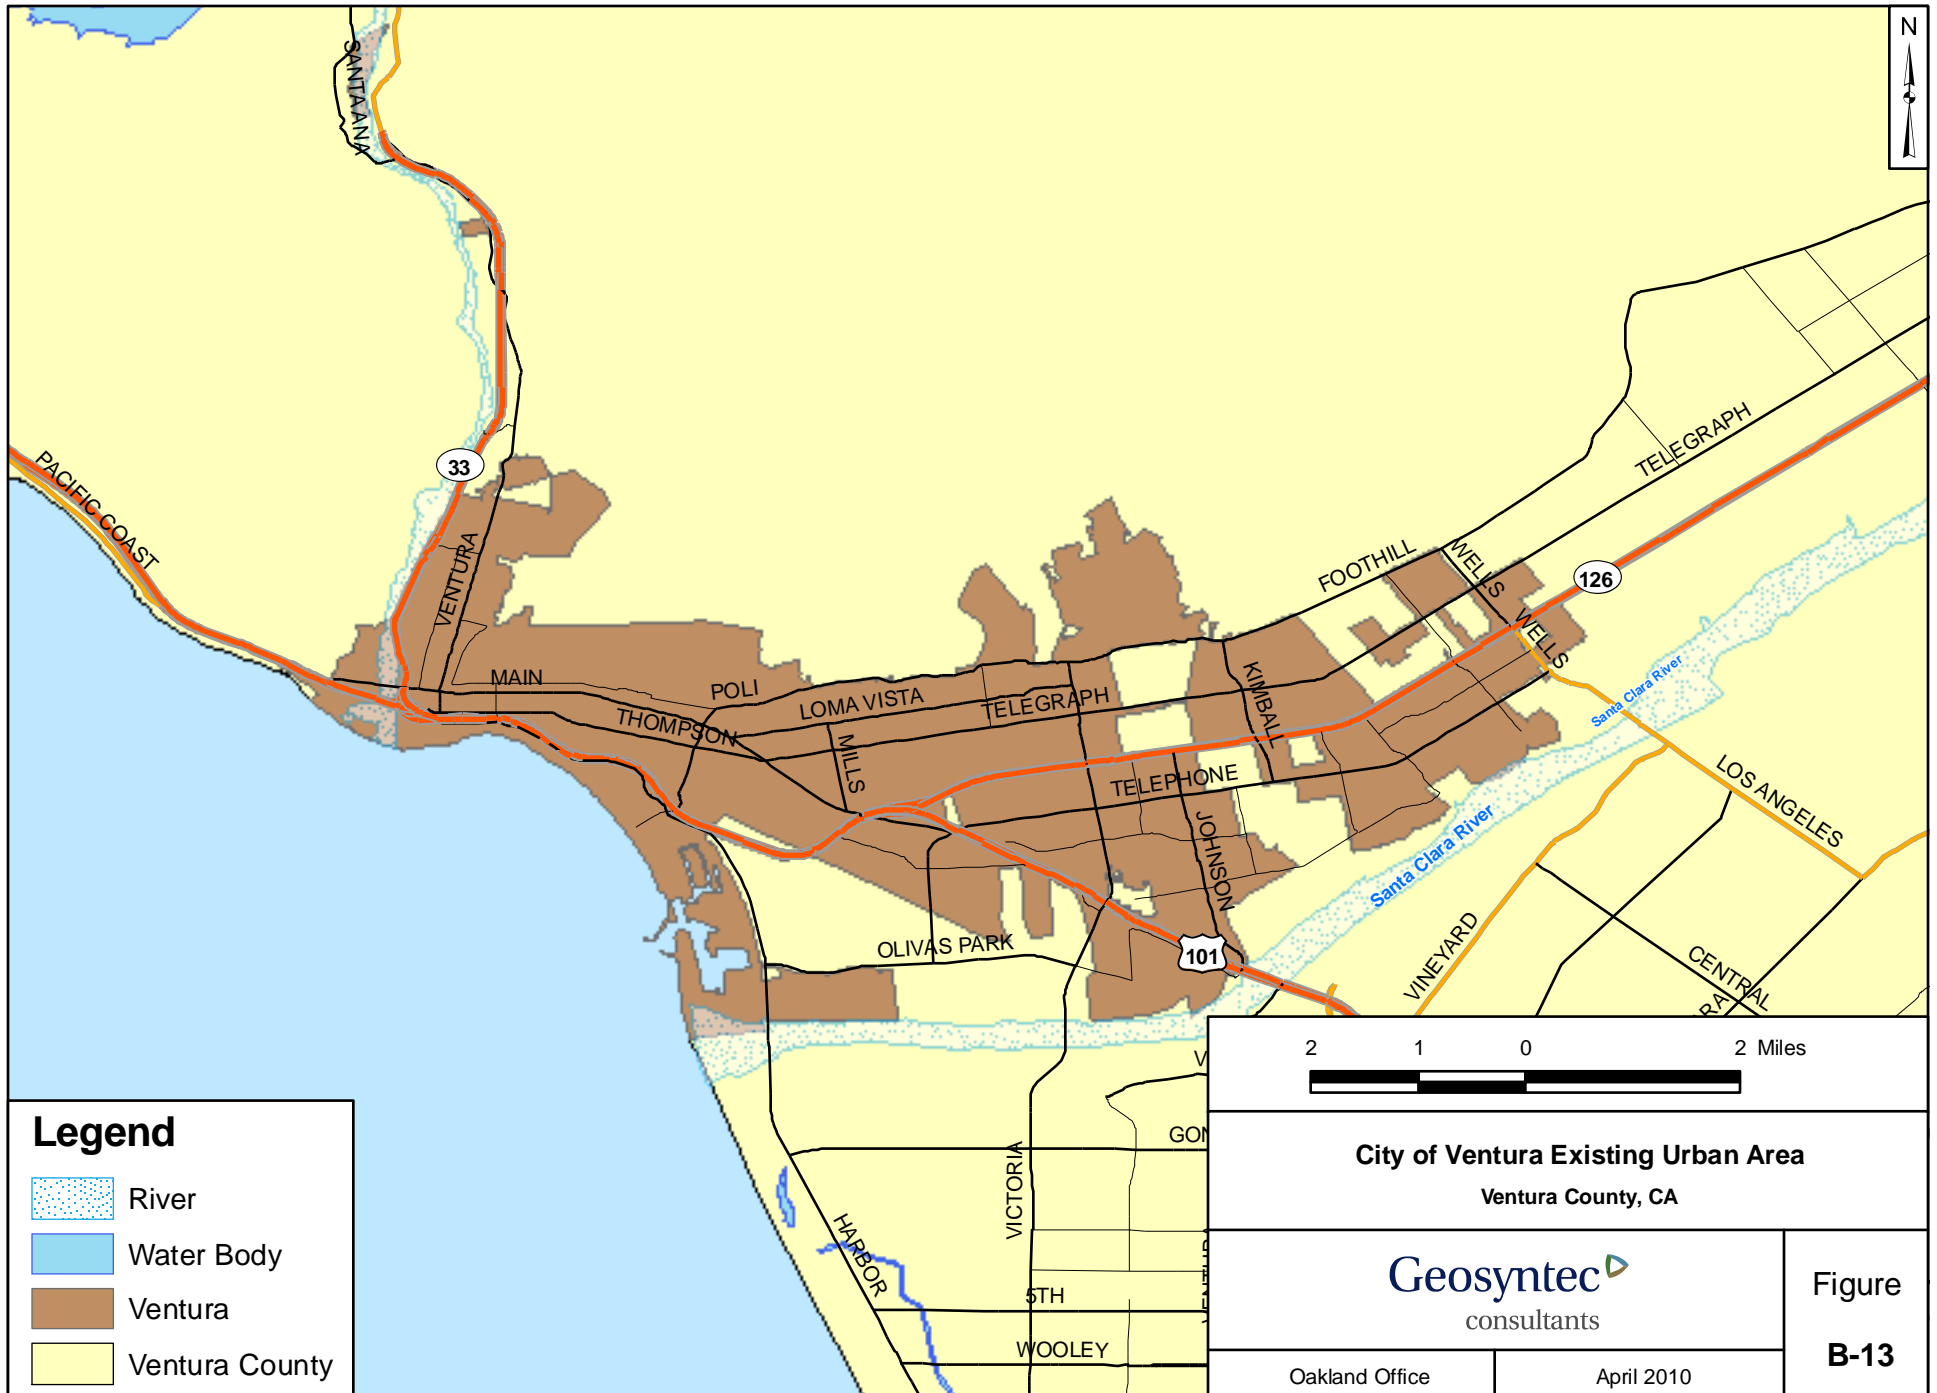 N
SANTA ANA
33
PACIFIC COAST
VENTURA
MAIN
POLI
THOMPSON
LOMA VISTA
TELEGRAPH
MILLS
KIMBALL
FOOTHILL
WELLS
WELLS
TELEGRAPH
126
TELEPHONE
JOHNSON
Santa Clara River
Santa Clara River
LOS ANGELES
OLIVAS PARK
101
VINEYARD
CENTRAL
RA
V
GON
VICTORIA
HARBOR
VENTURA
5TH
WOOLEY
2 1 0 2 Miles
City of Ventura Existing Urban Area
Ventura County, CA
Geosyntec
consultants
Figure
B-13
Oakland Office
April 2010
Legend
River
Water Body
Ventura
Ventura County